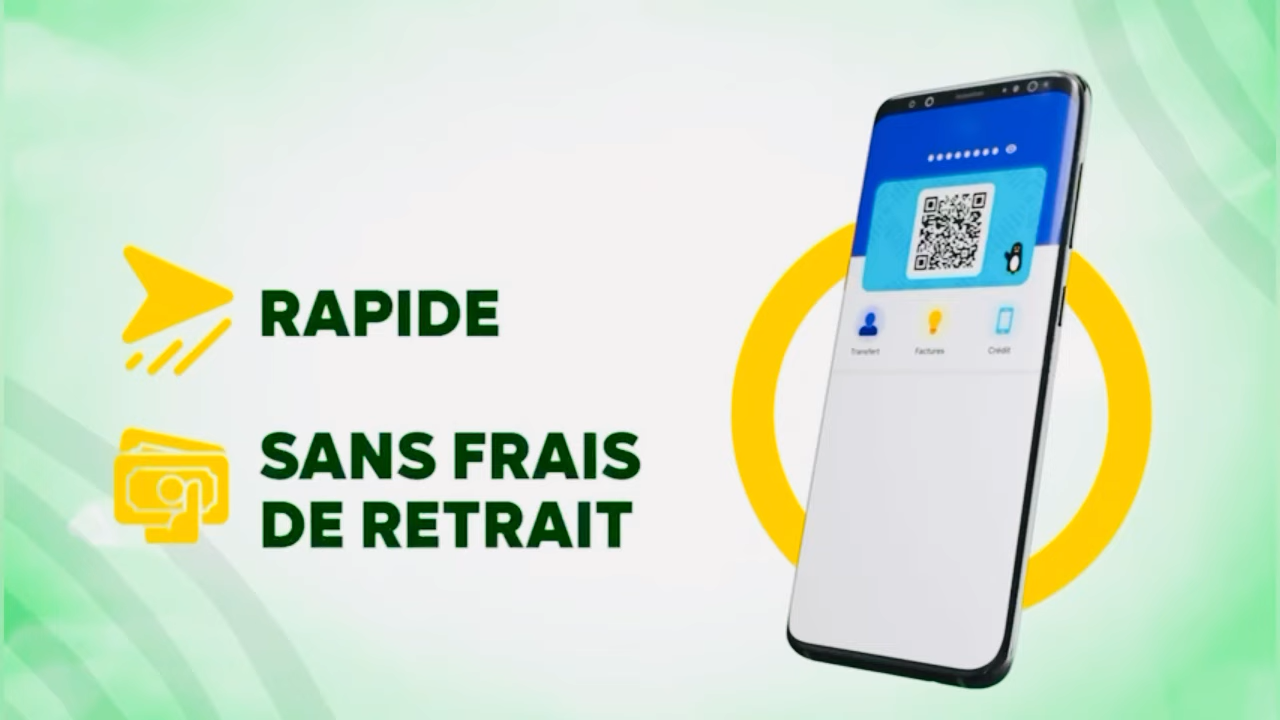 RAPIDE
SANS FRAIS
DE RETRAIT
Transfert
Factures
Crédit